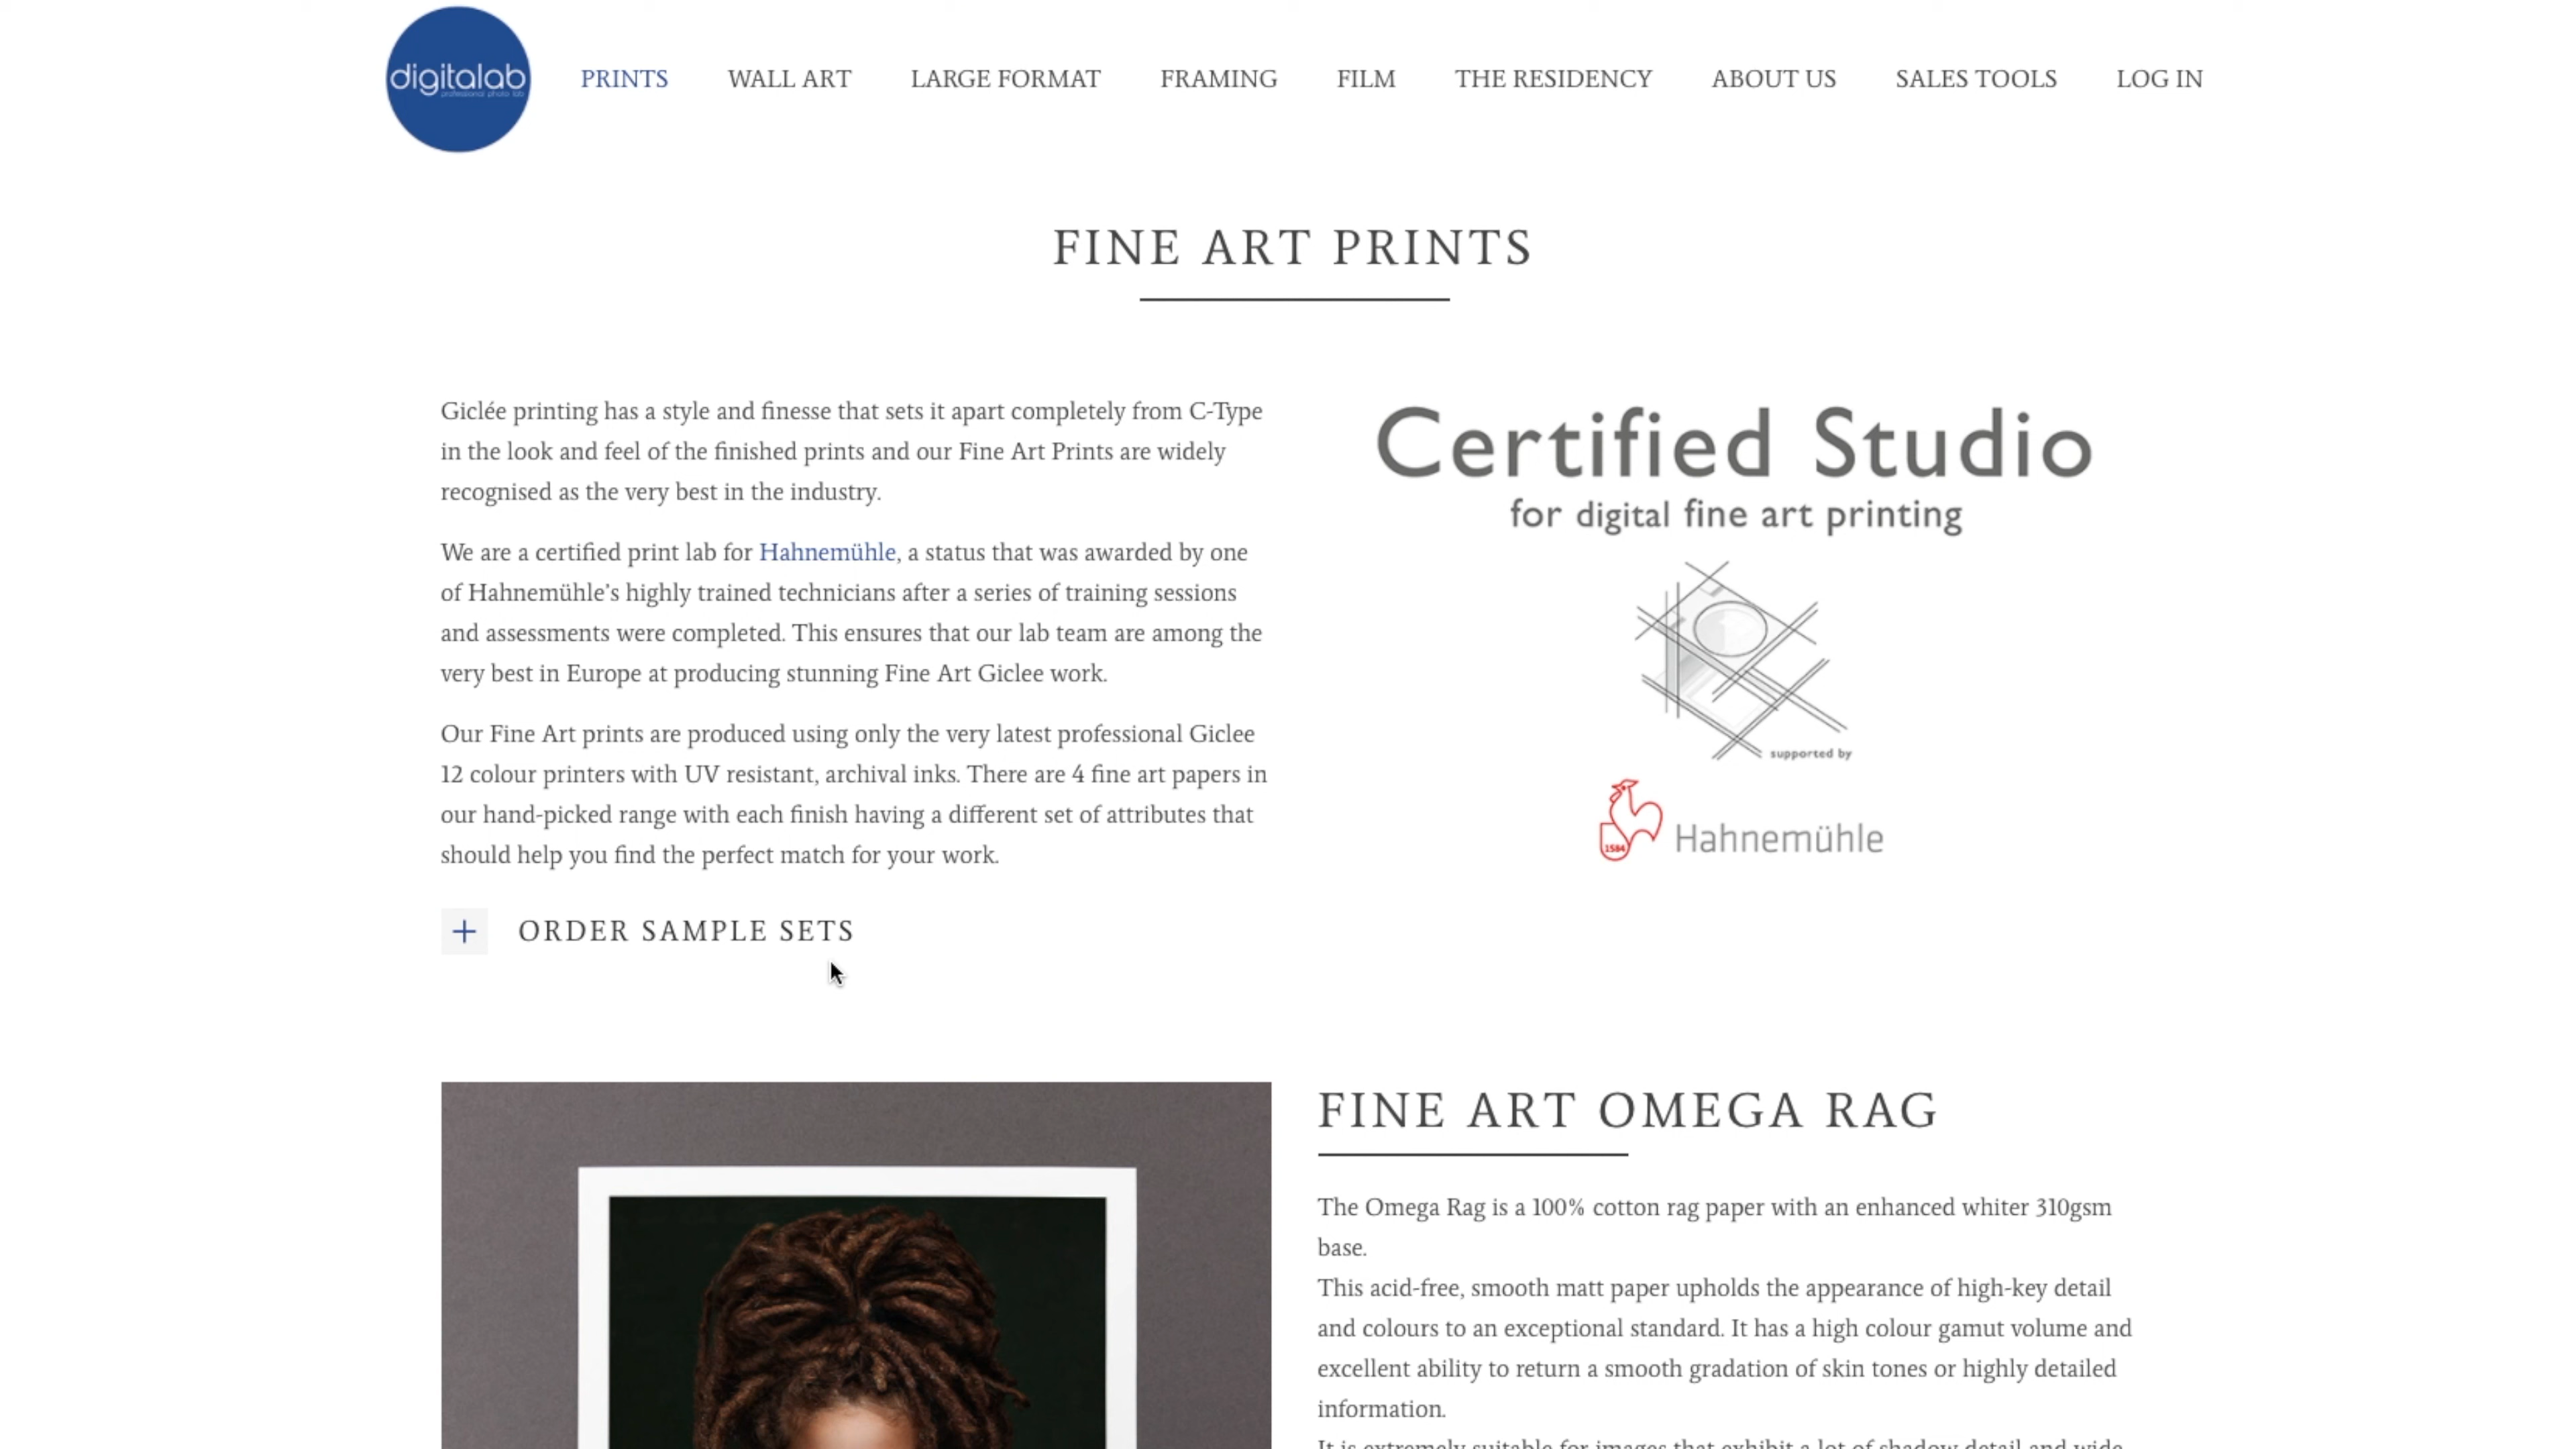 digitalab
professional photo lab
PRINTS WALL ART LARGE FORMAT FRAMING FILM THE RESIDENCY ABOUT US SALES TOOLS LOG IN
FINE ART PRINTS
Giclée printing has a style and finesse that sets it apart completely from C-Type
in the look and feel of the finished prints and our Fine Art Prints are widely
recognised as the very best in the industry.
We are a certified print lab for Hahnemühle, a status that was awarded by one
of Hahnemühle's highly trained technicians after a series of training sessions
and assessments were completed. This ensures that our lab team are among the
very best in Europe at producing stunning Fine Art Giclee work.
Our Fine Art prints are produced using only the very latest professional Giclee
12 colour printers with UV resistant, archival inks. There are 4 fine art papers in
our hand-picked range with each finish having a different set of attributes that
should help you find the perfect match for your work.
ORDER SAMPLE SETS
Certified Studio
for digital fine art printing
supported by
1584
Hahnemühle
FINE ART OMEGA RAG
The Omega Rag is a 100% cotton rag paper with an enhanced whiter 310gsm
base.
This acid-free, smooth matt paper upholds the appearance of high-key detail
and colours to an exceptional standard. It has a high colour gamut volume and
excellent ability to return a smooth gradation of skin tones or highly detailed
information.
It is extremely suitable for images that exhibit a lot of shadow detail and wide